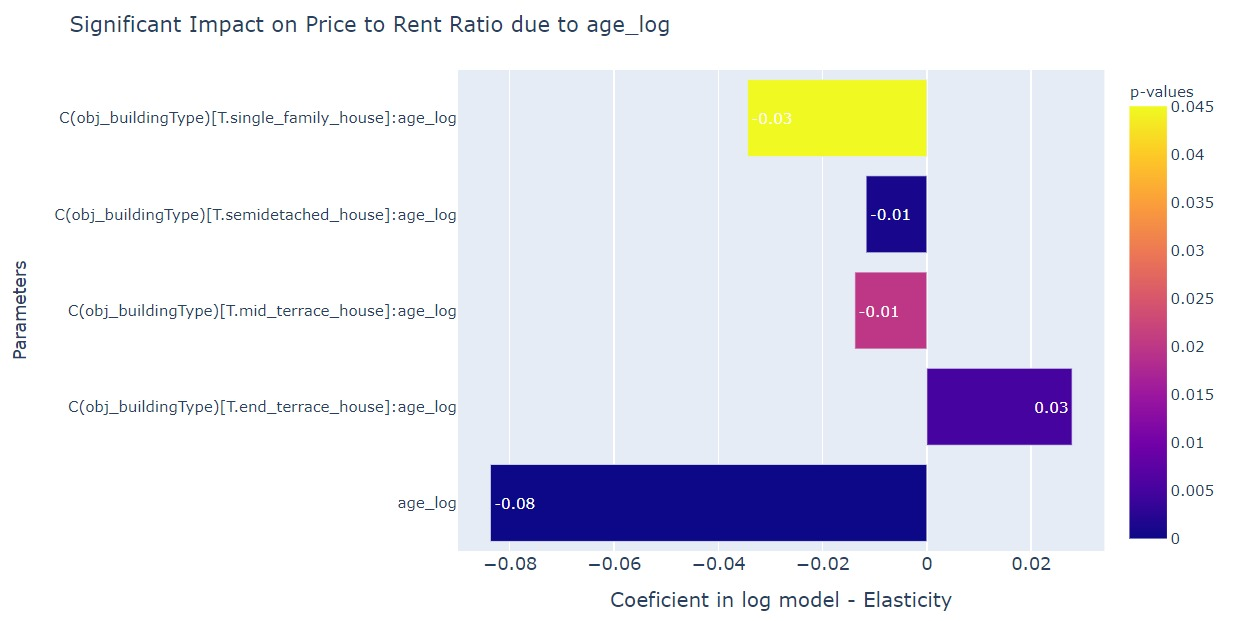 Significant Impact on Price to Rent Ratio due to age_log
p-values
0.045
0.04
0.035
0.03
0.025
0.02
0.015
0.01
0.005
0
Parameters
C(obj_buildingType)[T.single_family_house]:age_log
-0.03
C(obj_buildingType)[T.semidetached_house]:age_log
-0.01
C(obj_buildingType)[T.mid_terrace_house]:age_log
-0.01
C(obj_buildingType)[T.end_terrace_house]:age_log
0.03
age_log
-0.08
−0.08 −0.06 −0.04 −0.02 0 0.02
Coeficient in log model - Elasticity